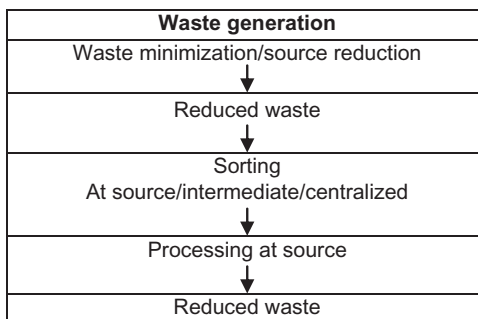 Waste generation
Waste minimization/source reduction
Reduced waste
Sorting
At source/intermediate/centralized
Processing at source
Reduced waste